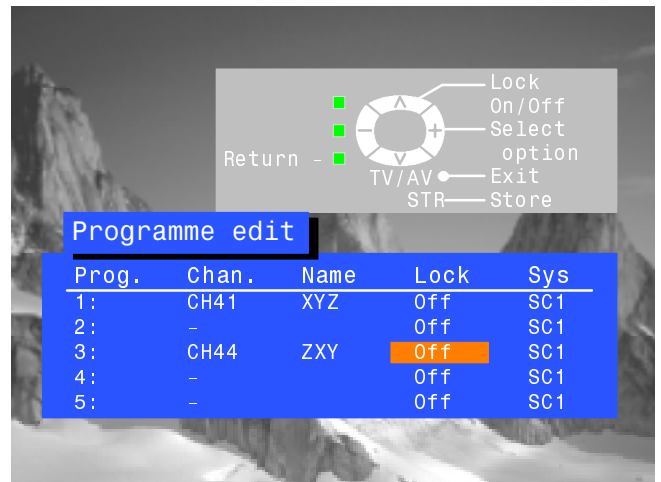 Lock
On/Off
Select
option
Return -
TV/AV
Exit
STR
Store
Programme edit
Prog. Chan. Name Lock Sys
1: CH41 XYZ Off SC1
2: - Off SC1
3: CH44 ZXY Off SC1
4: - Off SC1
5: - Off SC1